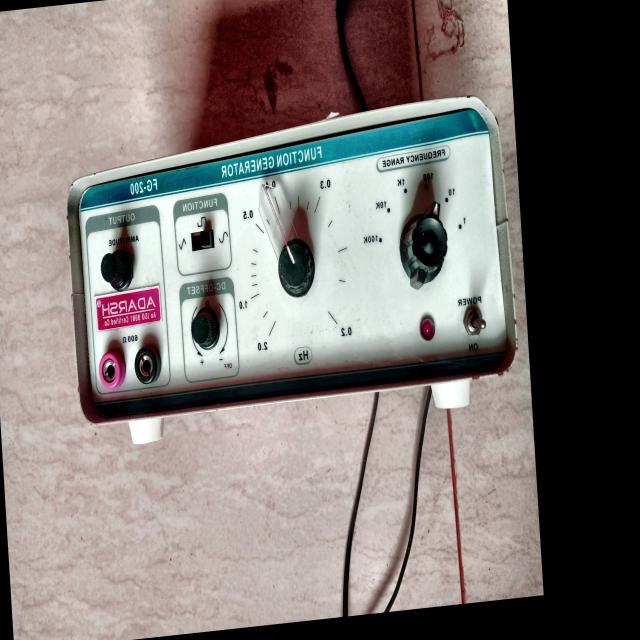 FUNCTION GENERATOR
FG-200
FREQUENCY RANGE
1
10
100
1K
10K
100K
POWER
ON
0.2
0.3
0.5
1.0
2.0
Hz
FUNCTION
DC-OFFSET
OFF
+
OUTPUT
AMPLITUDE
ADARSH®
An ISO 9001 Certified Co.
600Ω